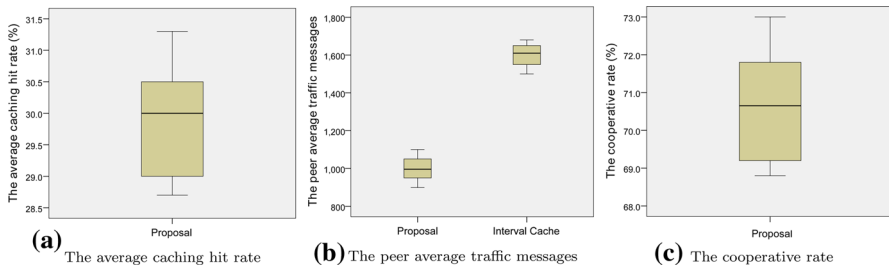 The average caching hit rate (%)
31.5
31.0
30.5
30.0
29.5
29.0
28.5
Proposal
(a)
The average caching hit rate
The peer average traffic messages
1,800
1,600
1,400
1,200
1,000
800
Proposal Interval Cache
(b)
The peer average traffic messages
The cooperative rate (%)
73.0
72.0
71.0
70.0
69.0
68.0
Proposal
(c)
The cooperative rate